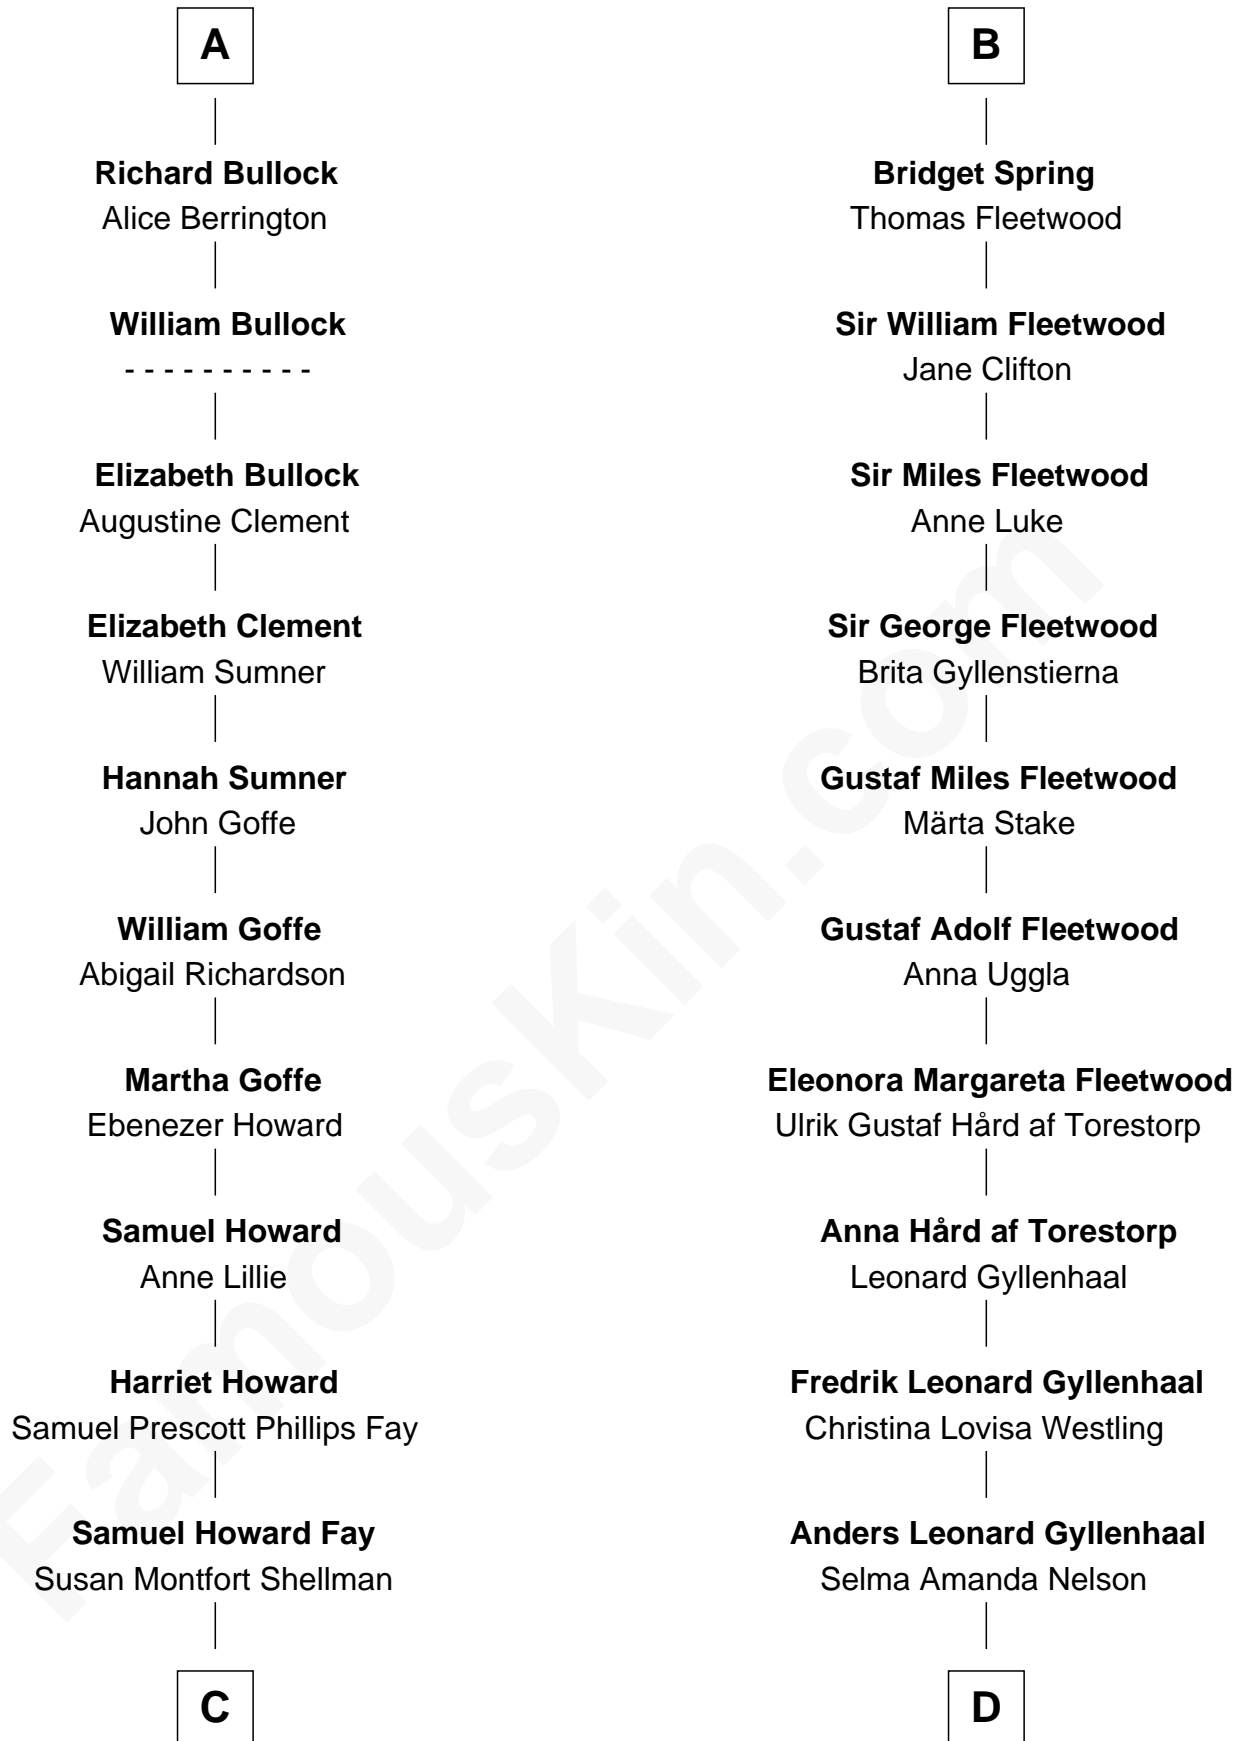 A
Richard Bullock
Alice Berrington
William Bullock
- - - - - - - - - -
Elizabeth Bullock
Augustine Clement
Elizabeth Clement
William Sumner
Hannah Sumner
John Goffe
William Goffe
Abigail Richardson
Martha Goffe
Ebenezer Howard
Samuel Howard
Anne Lillie
Harriet Howard
Samuel Prescott Phillips Fay
Samuel Howard Fay
Susan Montfort Shellman
C
B
Bridget Spring
Thomas Fleetwood
Sir William Fleetwood
Jane Clifton
Sir Miles Fleetwood
Anne Luke
Sir George Fleetwood
Brita Gyllenstierna
Gustaf Miles Fleetwood
Märta Stake
Gustaf Adolf Fleetwood
Anna Uggla
Eleonora Margareta Fleetwood
Ulrik Gustaf Hård af Torestorp
Anna Hård af Torestorp
Leonard Gyllenhaal
Fredrik Leonard Gyllenhaal
Christina Lovisa Westling
Anders Leonard Gyllenhaal
Selma Amanda Nelson
D
FamousKin.com